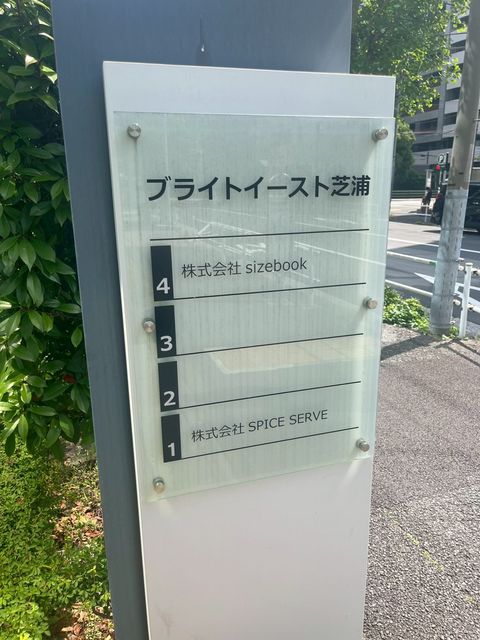 ブライトイースト芝浦
4 株式会社 sizebook
3
2
1 株式会社 SPICE SERVE
P